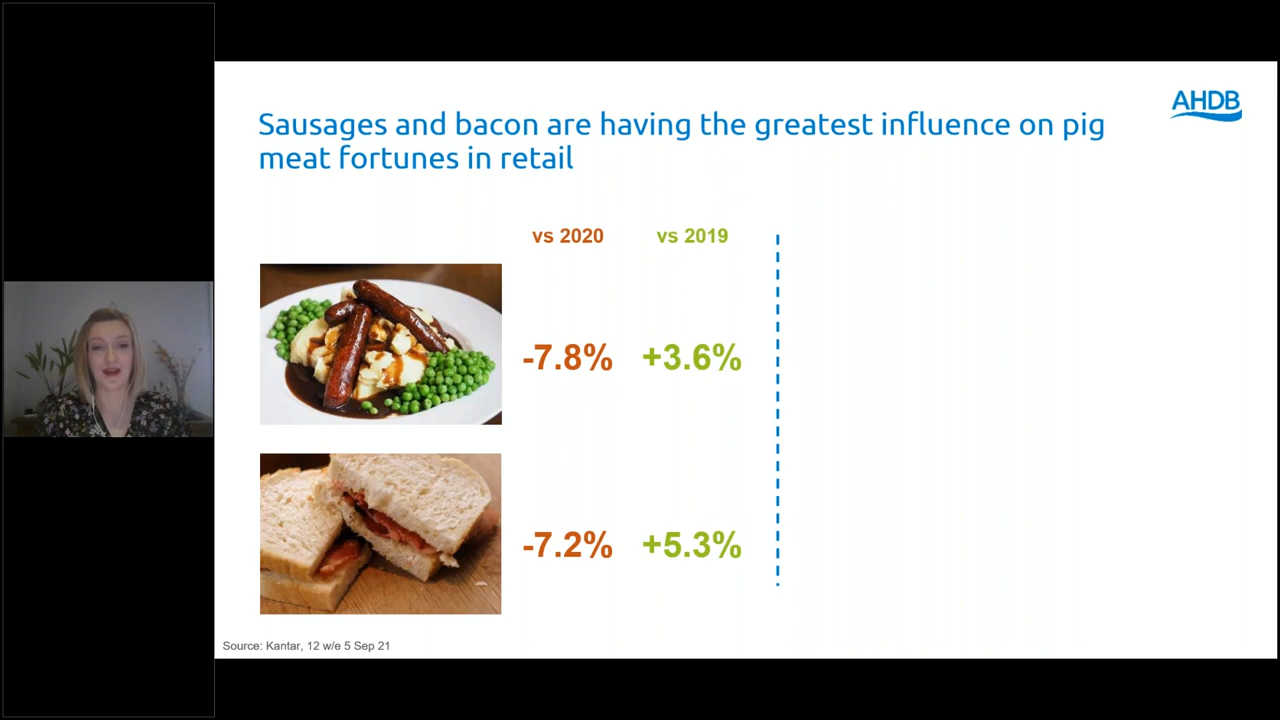 AHDB
Sausages and bacon are having the greatest influence on pig
meat fortunes in retail
vs 2020 vs 2019
-7.8% +3.6%
-7.2% +5.3%
Source: Kantar, 12 w/e 5 Sep 21